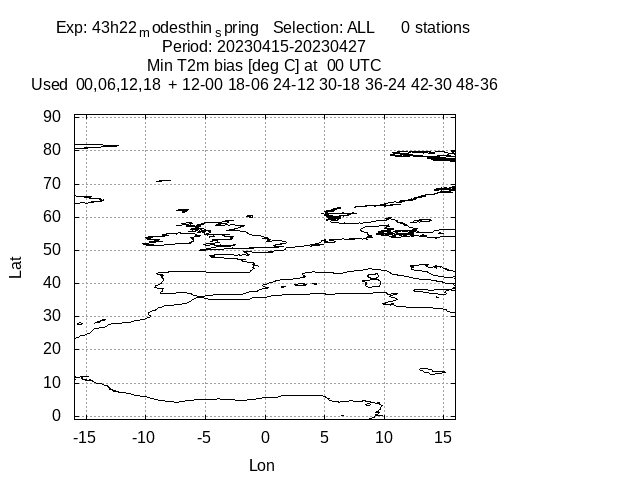 Exp: 43h22modesthinspring   Selection: ALL      0 stations
Period: 20230415-20230427
Min T2m bias [deg C] at  00 UTC
Used  00,06,12,18  + 12-00 18-06 24-12 30-18 36-24 42-30 48-36
90
80
70
60
50
40
30
20
10
0
Lat
-15 -10 -5 0 5 10 15
Lon